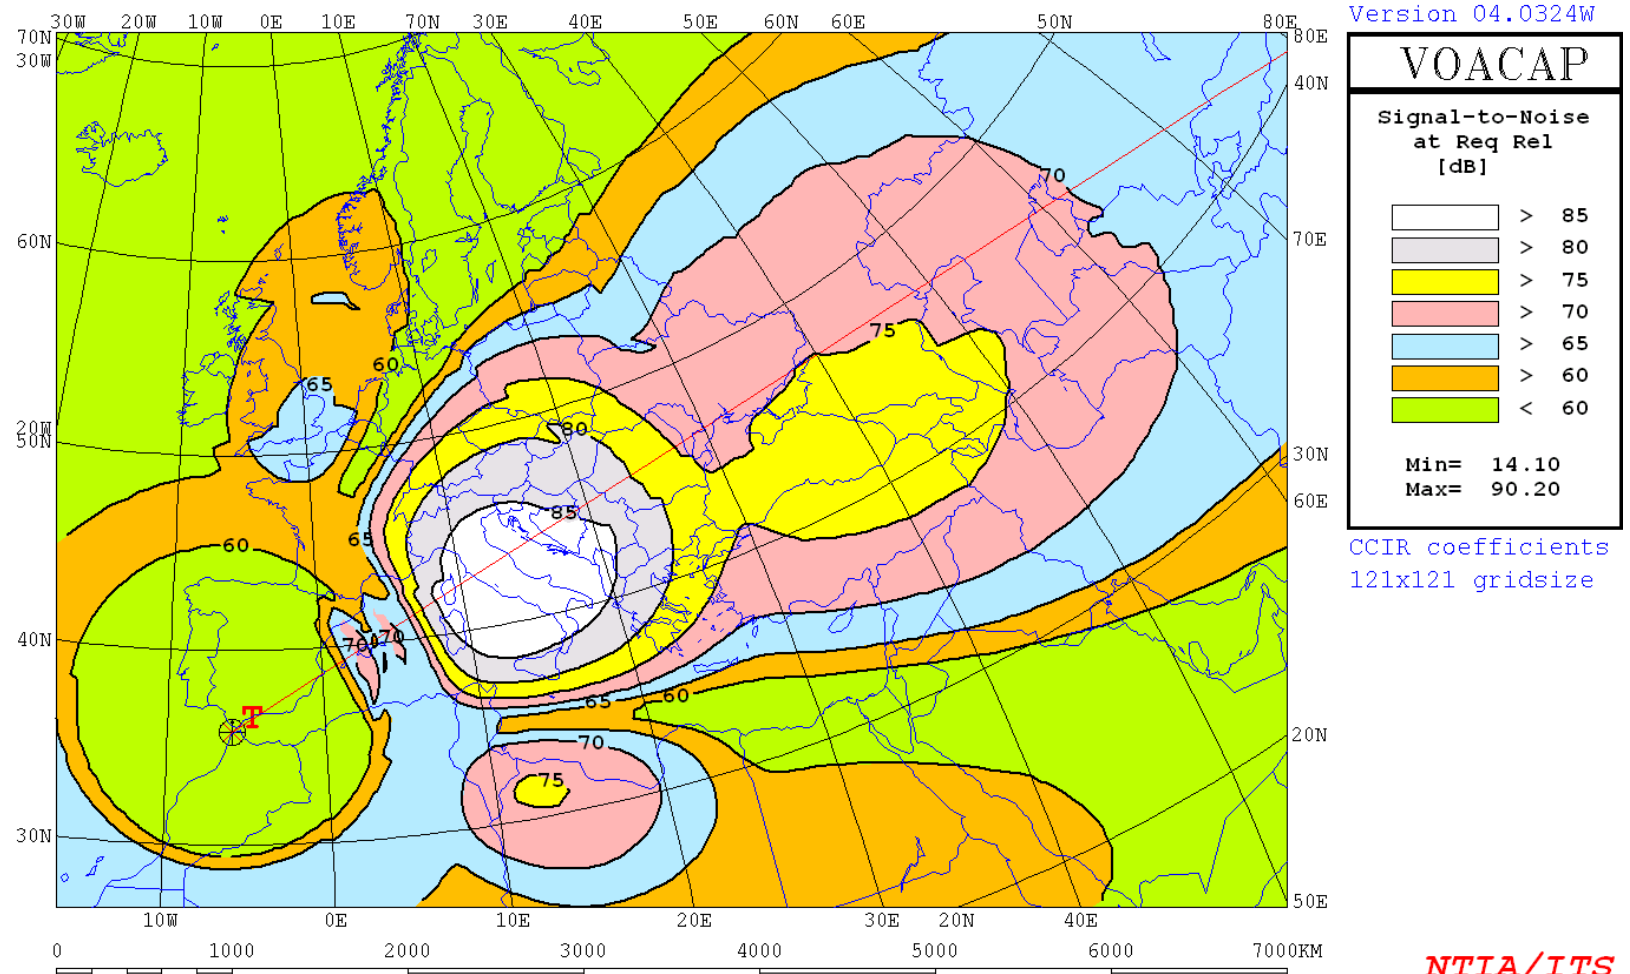 30W 20W 10W 0E 10E 70N 30E 40E 50E 60N 60E 50N 80E
Version 04.0324W
70N
80E
30W
VOACAP
40N
Signal-to-Noise
at Req Rel
[dB]
70
> 85
60N
70E
> 80
> 75
75
> 70
> 65
60
65
> 60
< 60
20W
80
50N
30N
Min= 14.10
Max= 90.20
60E
85
65
60
CCIR coefficients
121x121 gridsize
40N
70 70
60
65
T
20N
70
75
30N
50E
10W 0E 10E 20E 30E 20N 40E
0 1000 2000 3000 4000 5000 6000 7000KM
NTIA/ITS